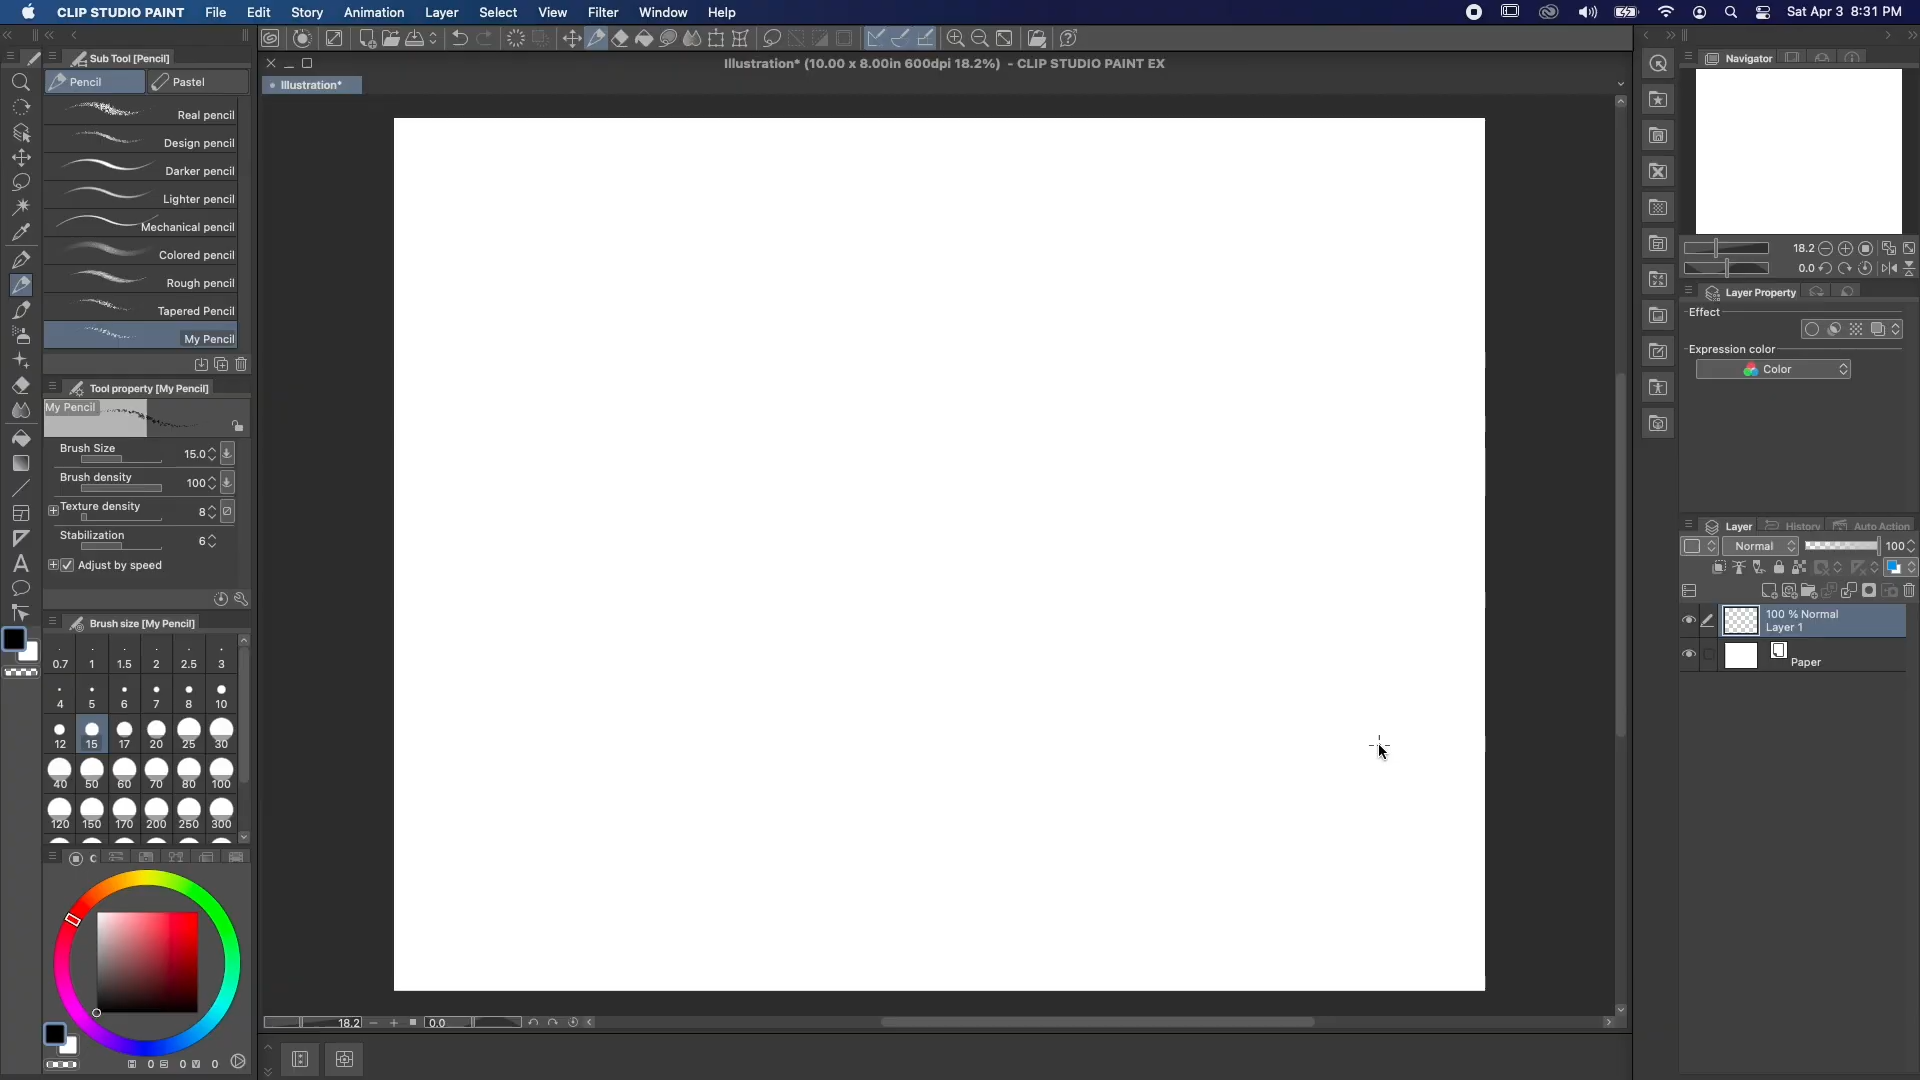 CLIP STUDIO PAINT File Edit Story Animation Layer Select View Filter Window Help Sat Apr 3 8:31 PM
Illustration* (10.00 x 8.00in 600dpi 18.2%) - CLIP STUDIO PAINT EX
Illustration*
Sub Tool [Pencil]
Pencil Pastel
Real pencil
Design pencil
Darker pencil
Lighter pencil
Mechanical pencil
Colored pencil
Rough pencil
Tapered Pencil
My Pencil
Tool property [My Pencil]
My Pencil
Brush Size 15.0
Brush density 100
Texture density 8
Stabilization 6
Adjust by speed
Brush size [My Pencil]
0.7 1 1.5 2 2.5 3
4 5 6 7 8 10
12 15 17 20 25 30
40 50 60 70 80 100
120 150 170 200 250 300
C
H 0 S 0 V 0
18.2 0.0
Navigator
18.2
0.0
Layer Property
Effect
Expression color
Color
Layer History Auto Action
Normal 100
100 % Normal
Layer 1
Paper